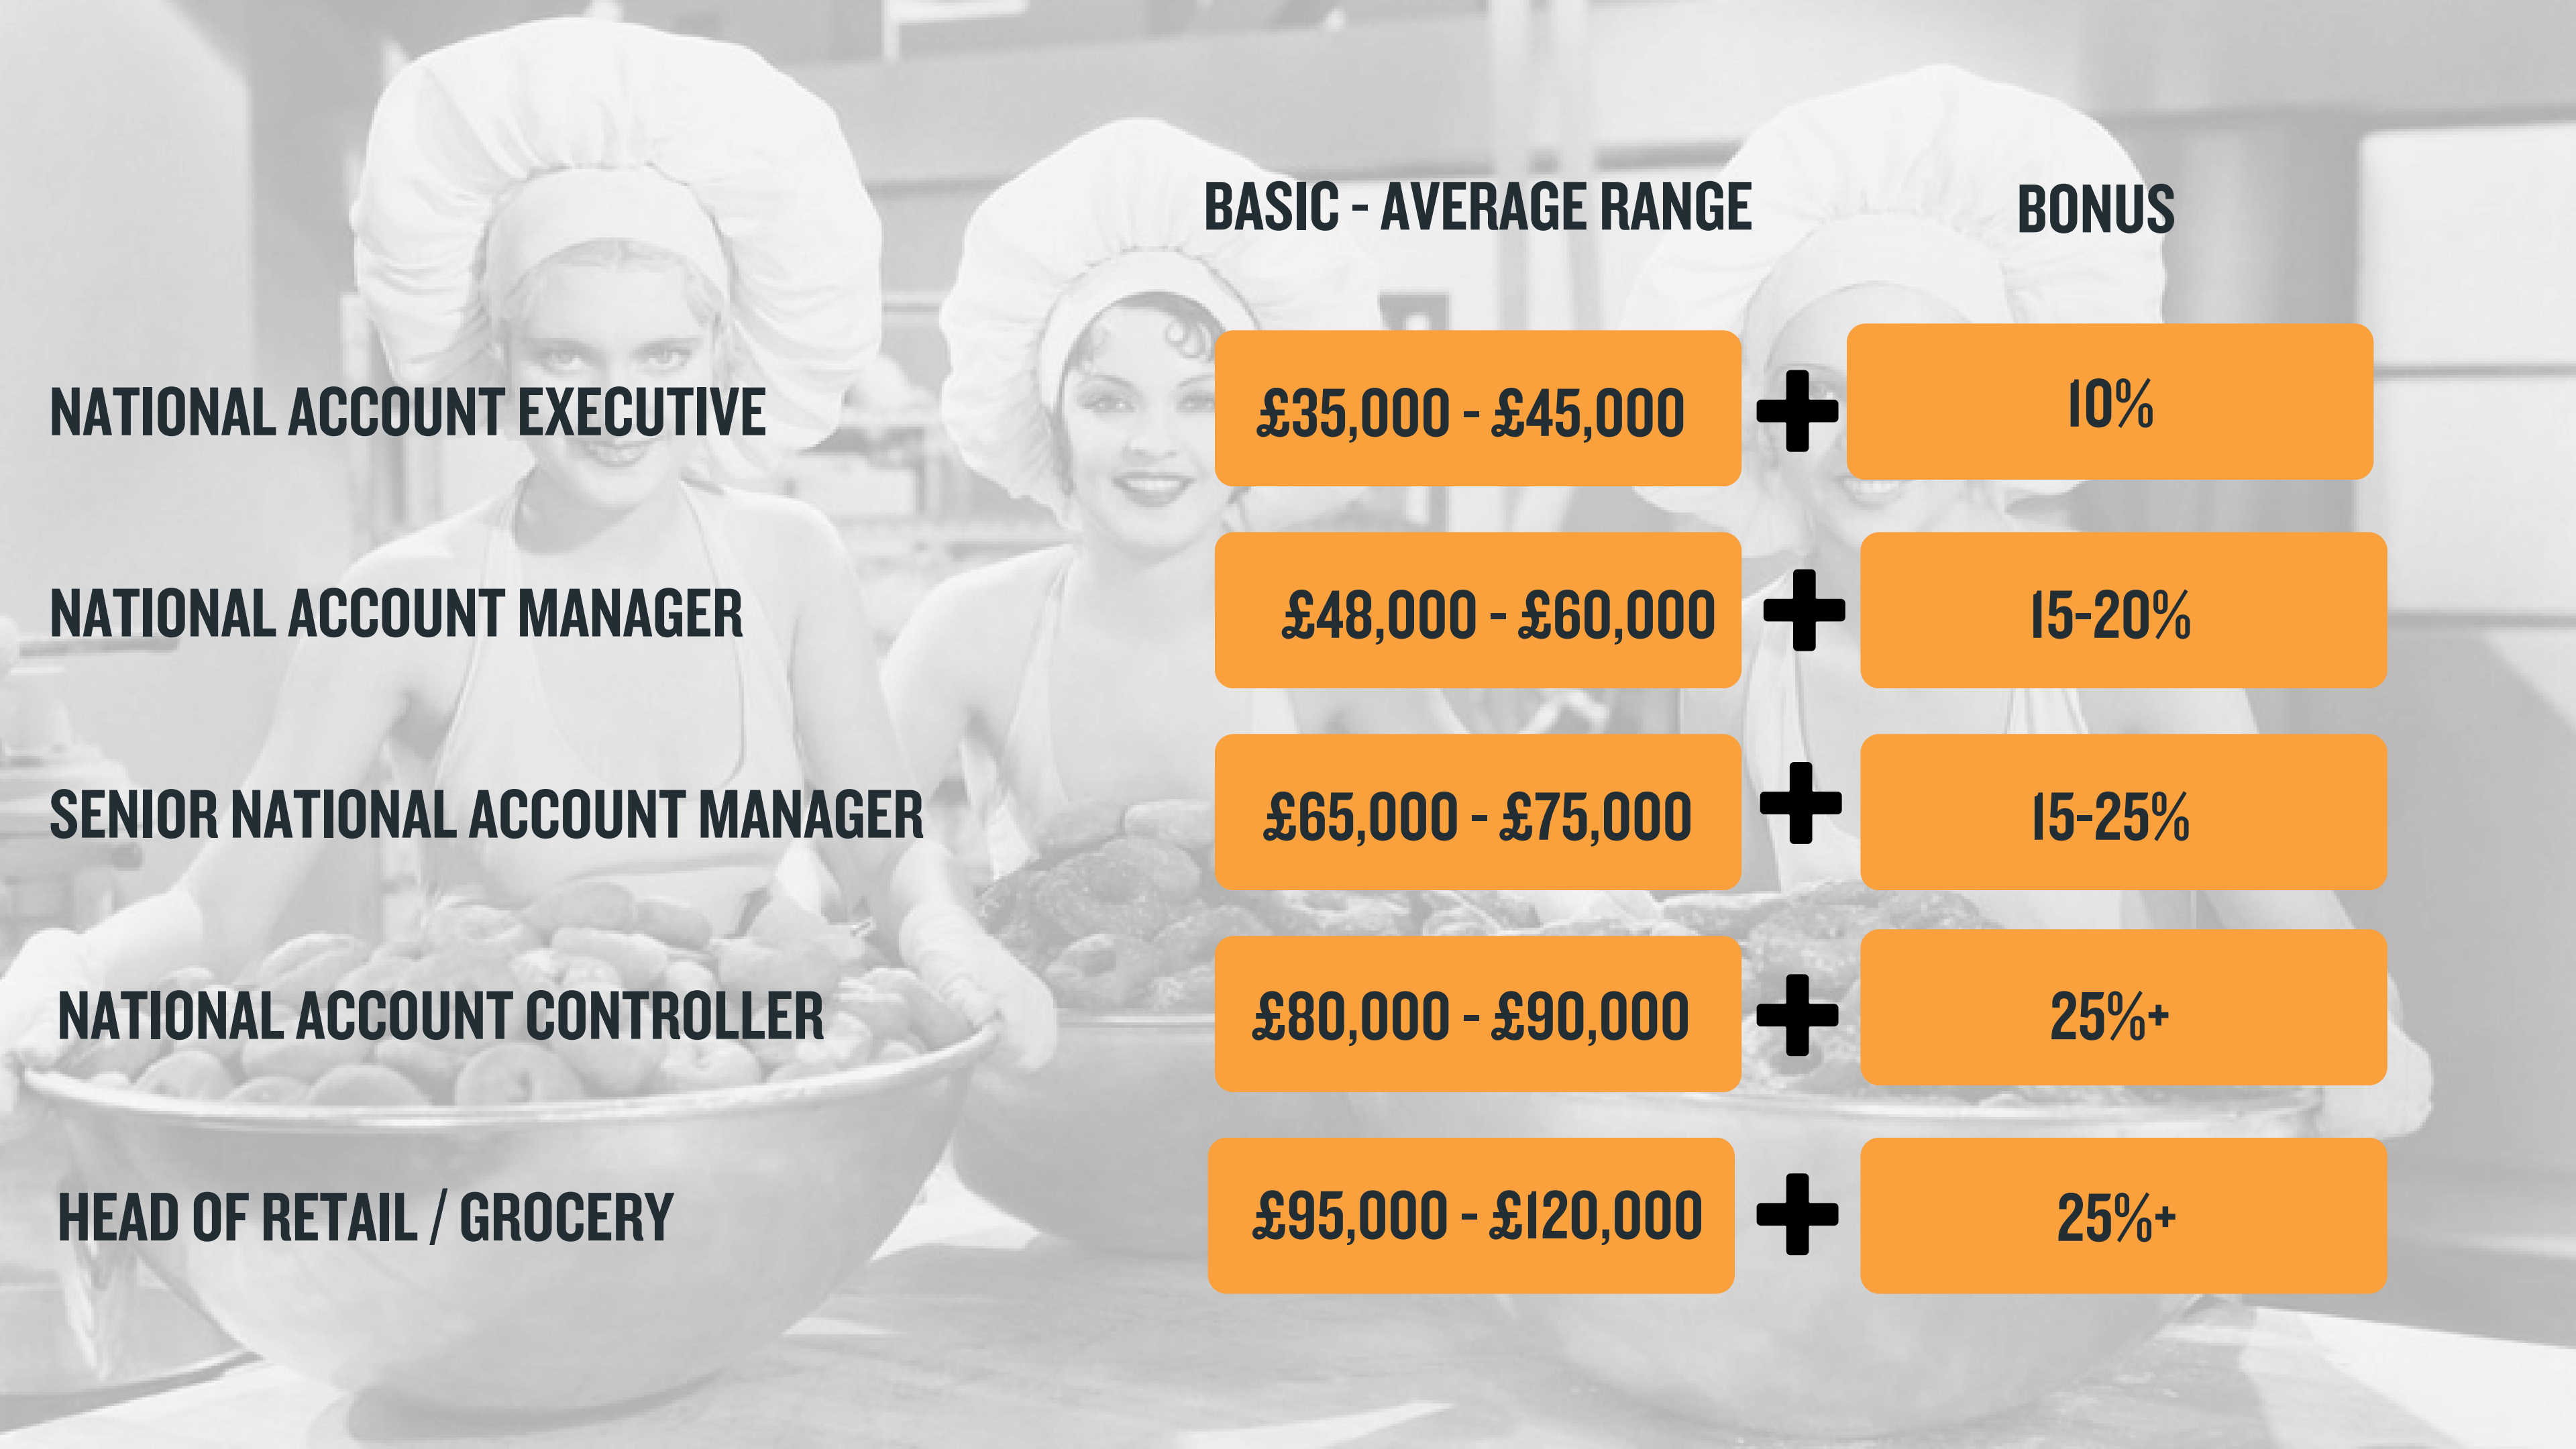 BASIC - AVERAGE RANGE BONUS
NATIONAL ACCOUNT EXECUTIVE £35,000 - £45,000 + 10%
NATIONAL ACCOUNT MANAGER £48,000 - £60,000 + 15-20%
SENIOR NATIONAL ACCOUNT MANAGER £65,000 - £75,000 + 15-25%
NATIONAL ACCOUNT CONTROLLER £80,000 - £90,000 + 25%+
HEAD OF RETAIL / GROCERY £95,000 - £120,000 + 25%+